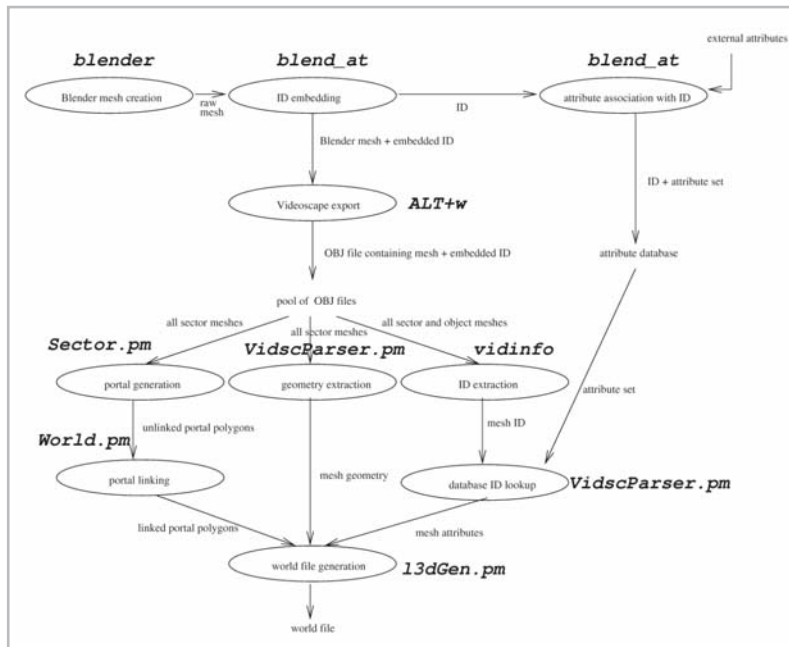 external attributes
blender
blend_at
blend_at
Blender mesh creation
raw
mesh
ID embedding
ID
attribute association with ID
Blender mesh + embedded ID
ID + attribute set
Videoscape export
ALT+w
OBJ file containing mesh + embedded ID
attribute database
pool of OBJ files
all sector meshes
all sector meshes
all sector and object meshes
Sector.pm
VidscParser.pm
vidinfo
portal generation
geometry extraction
ID extraction
attribute set
unlinked portal polygons
mesh ID
World.pm
portal linking
mesh geometry
database ID lookup
VidscParser.pm
linked portal polygons
mesh attributes
world file generation
l3dGen.pm
world file